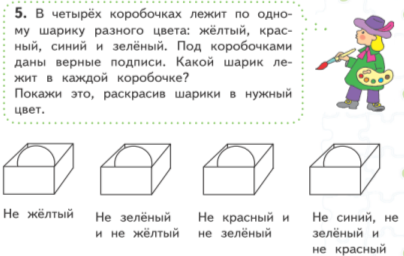 5. В четырёх коробочках лежит по одно-
му шарику разного цвета: жёлтый, крас-
ный, синий и зелёный. Под коробочками
даны верные подписи. Какой шарик ле-
жит в каждой коробочке?
Покажи это, раскрасив шарики в нужный
цвет.
Не жёлтый
Не зелёный
и не жёлтый
Не красный и
не зелёный
Не синий, не
зелёный и
не красный